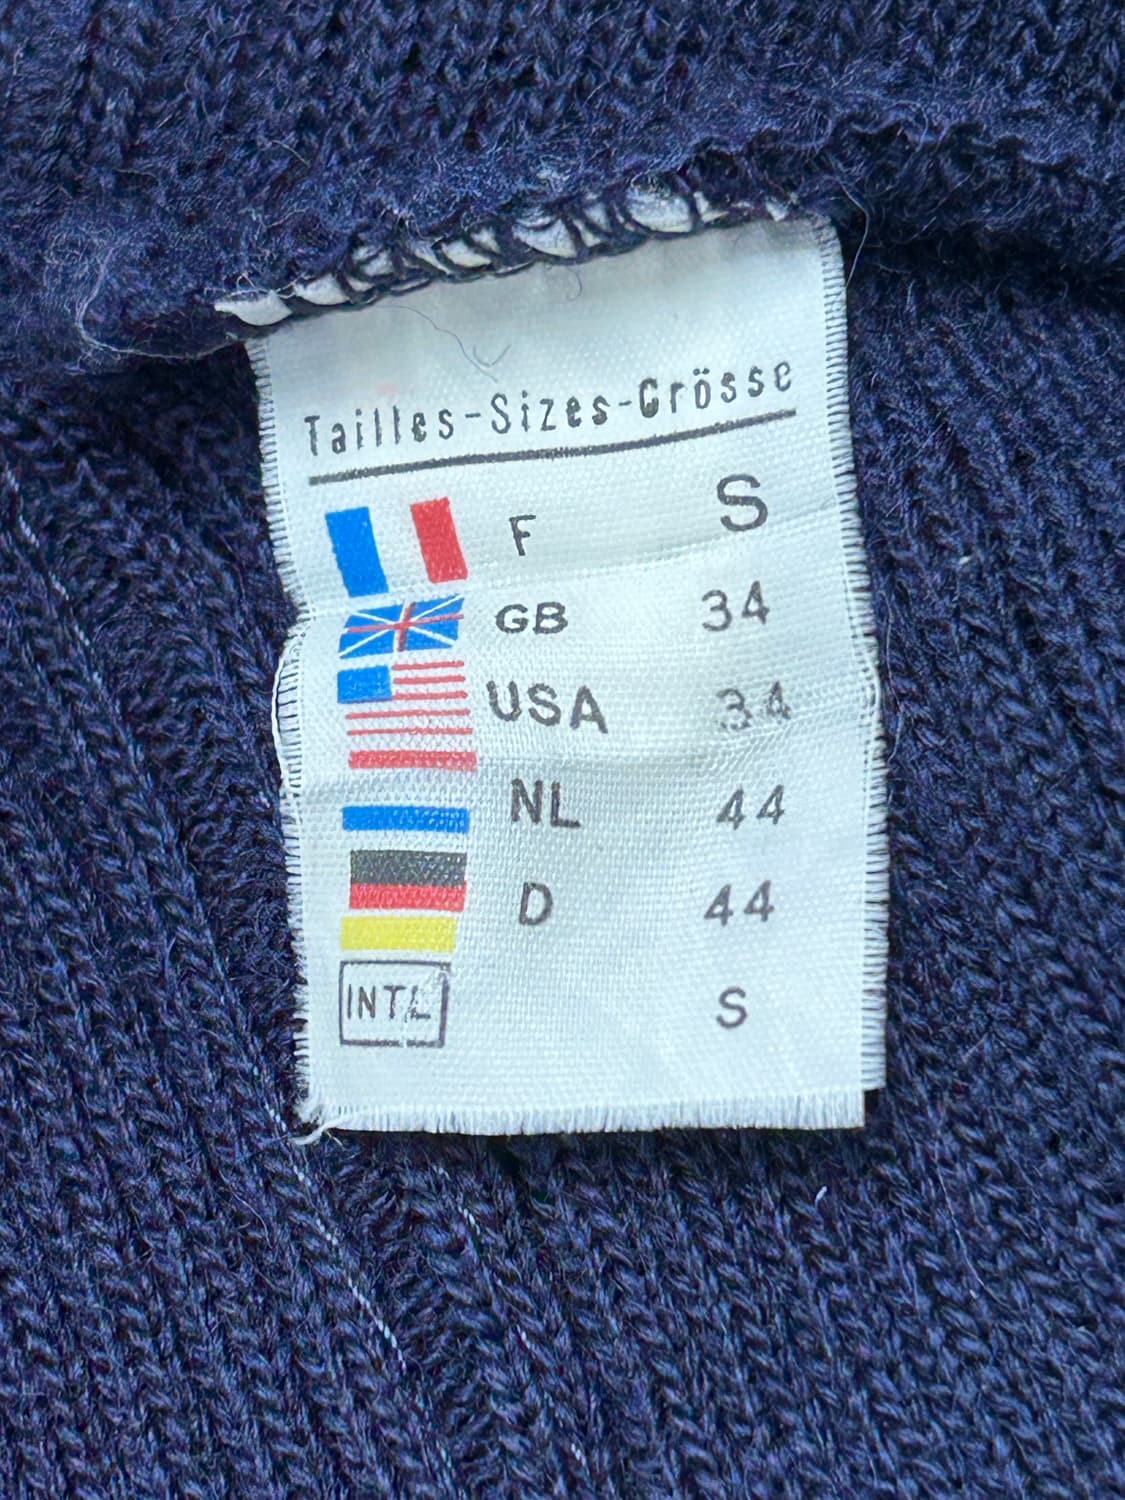 Tailles-Sizes-Grösse
F S
GB 34
USA 34
NL 44
D 44
INTL S